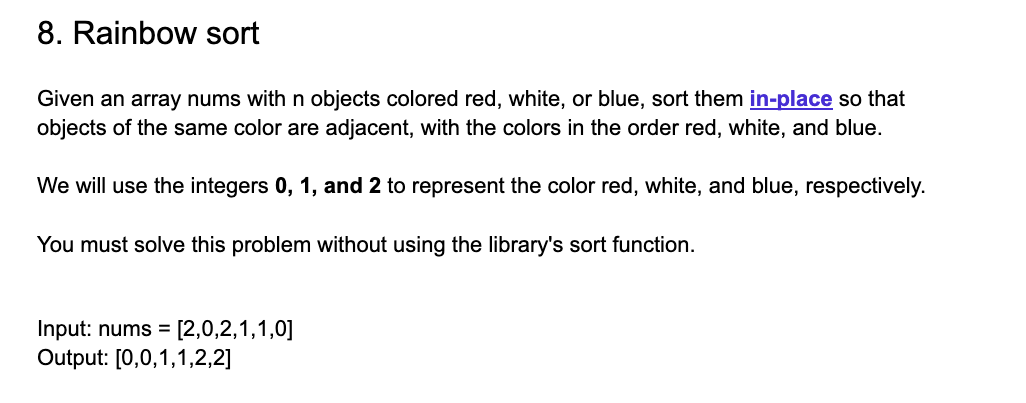 8. Rainbow sort
Given an array nums with n objects colored red, white, or blue, sort them in-place so that
objects of the same color are adjacent, with the colors in the order red, white, and blue.
We will use the integers 0, 1, and 2 to represent the color red, white, and blue, respectively.
You must solve this problem without using the library's sort function.
Input: nums = [2,0,2,1,1,0]
Output: [0,0,1,1,2,2]